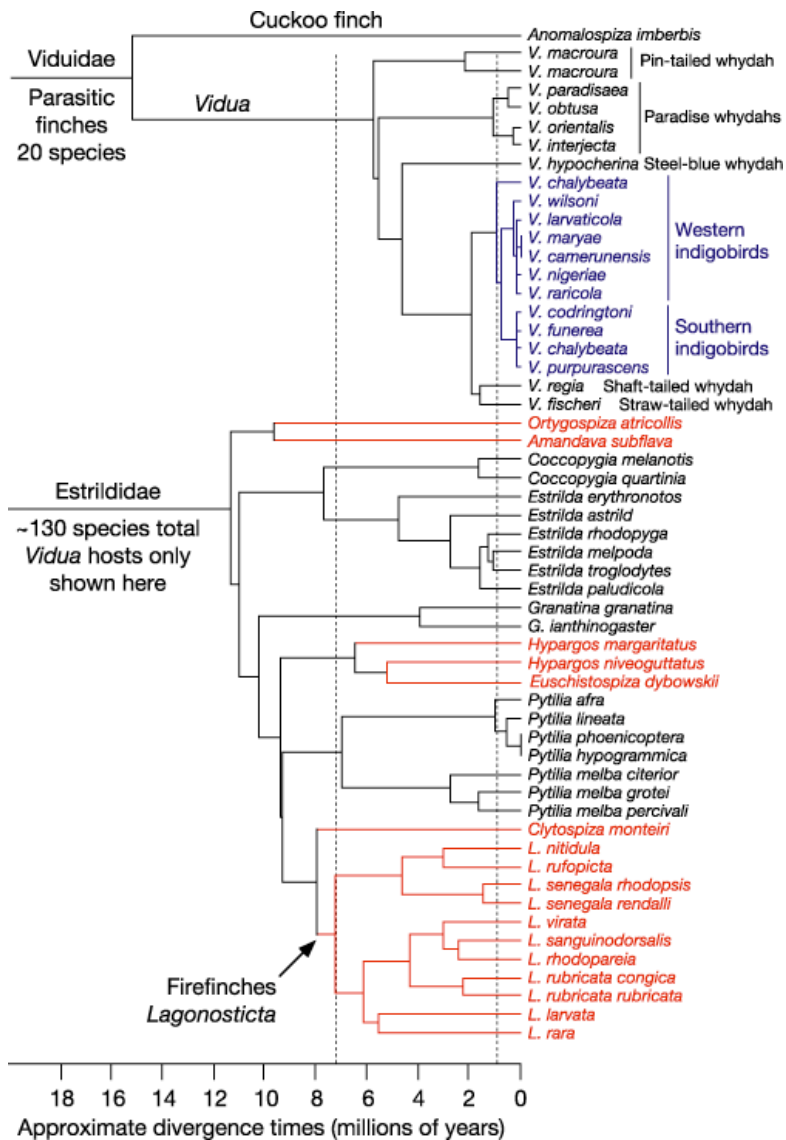 Cuckoo finch
Anomalospiza imberbis
Viduidae
Parasitic
finches
20 species
Vidua
V. macroura
V. macroura
Pin-tailed whydah
V. paradisaea
V. obtusa
V. orientalis
V. interjecta
Paradise whydahs
V. hypocherina Steel-blue whydah
V. chalybeata
V. wilsoni
V. larvaticola
V. maryae
V. camerunensis
V. nigeriae
V. raricola
Western
indigobirds
V. codringtoni
V. funerea
V. chalybeata
V. purpurascens
Southern
indigobirds
V. regia Shaft-tailed whydah
V. fischeri Straw-tailed whydah
Estrildidae
~130 species total
Vidua hosts only
shown here
Ortygospiza atricollis
Amandava subflava
Coccopygia melanotis
Coccopygia quartinia
Estrilda erythronotos
Estrilda astrild
Estrilda rhodopyga
Estrilda melpoda
Estrilda troglodytes
Estrilda paludicola
Granatina granatina
G. ianthinogaster
Hypargos margaritatus
Hypargos niveoguttatus
Euschistospiza dybowskii
Pytilia afra
Pytilia lineata
Pytilia phoenicoptera
Pytilia hypogrammica
Pytilia melba citerior
Pytilia melba grotei
Pytilia melba percivali
Clytospiza monteiri
L. nitidula
L. rufopicta
L. senegala rhodopsis
L. senegala rendalli
L. virata
L. sanguinodorsalis
L. rhodopareia
L. rubricata congica
L. rubricata rubricata
L. larvata
L. rara
Firefinches
Lagonosticta
18 16 14 12 10 8 6 4 2 0
Approximate divergence times (millions of years)